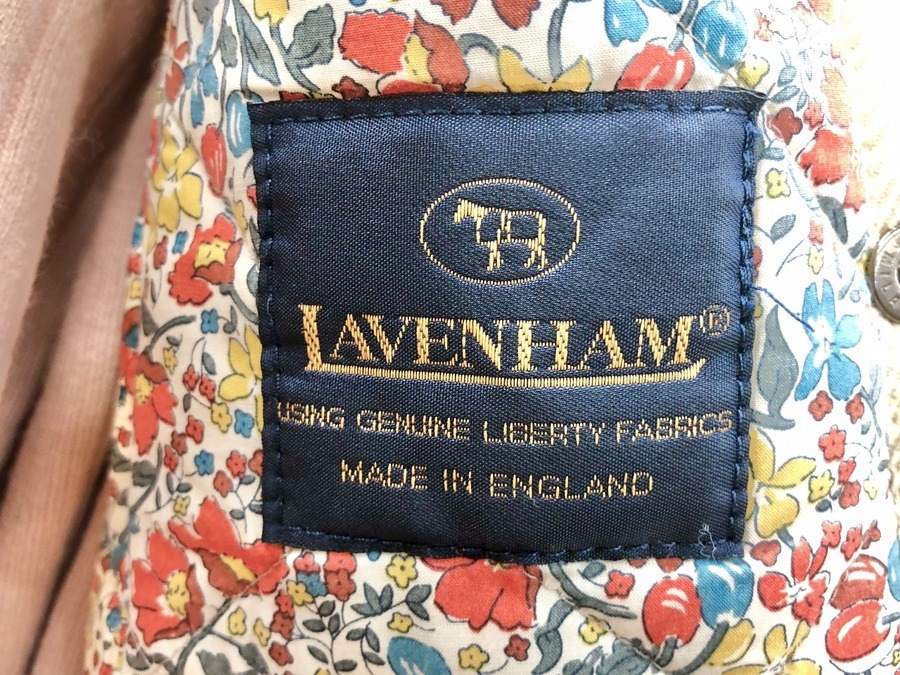 LAVENHAM®
USING GENUINE LIBERTY FABRICS
MADE IN ENGLAND